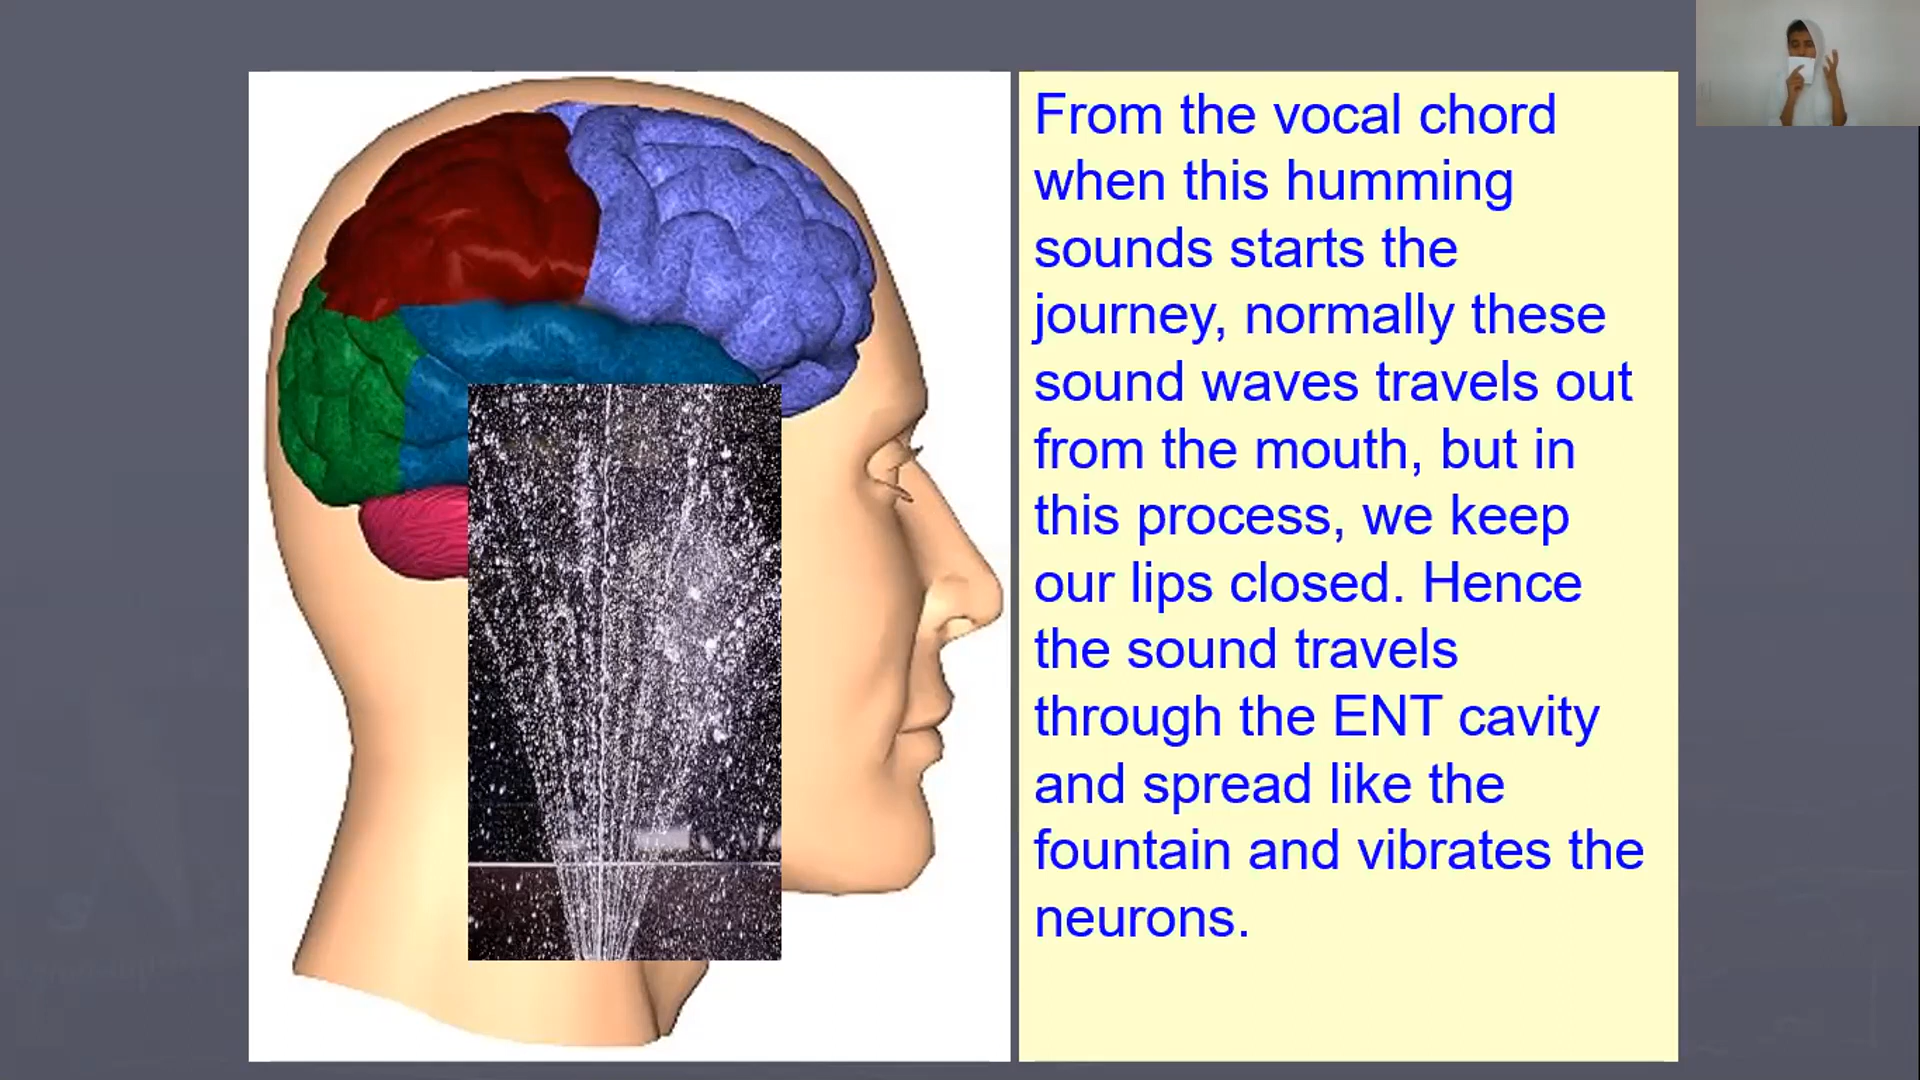 From the vocal chord
when this humming
sounds starts the
journey, normally these
sound waves travels out
from the mouth, but in
this process, we keep
our lips closed. Hence
the sound travels
through the ENT cavity
and spread like the
fountain and vibrates the
neurons.